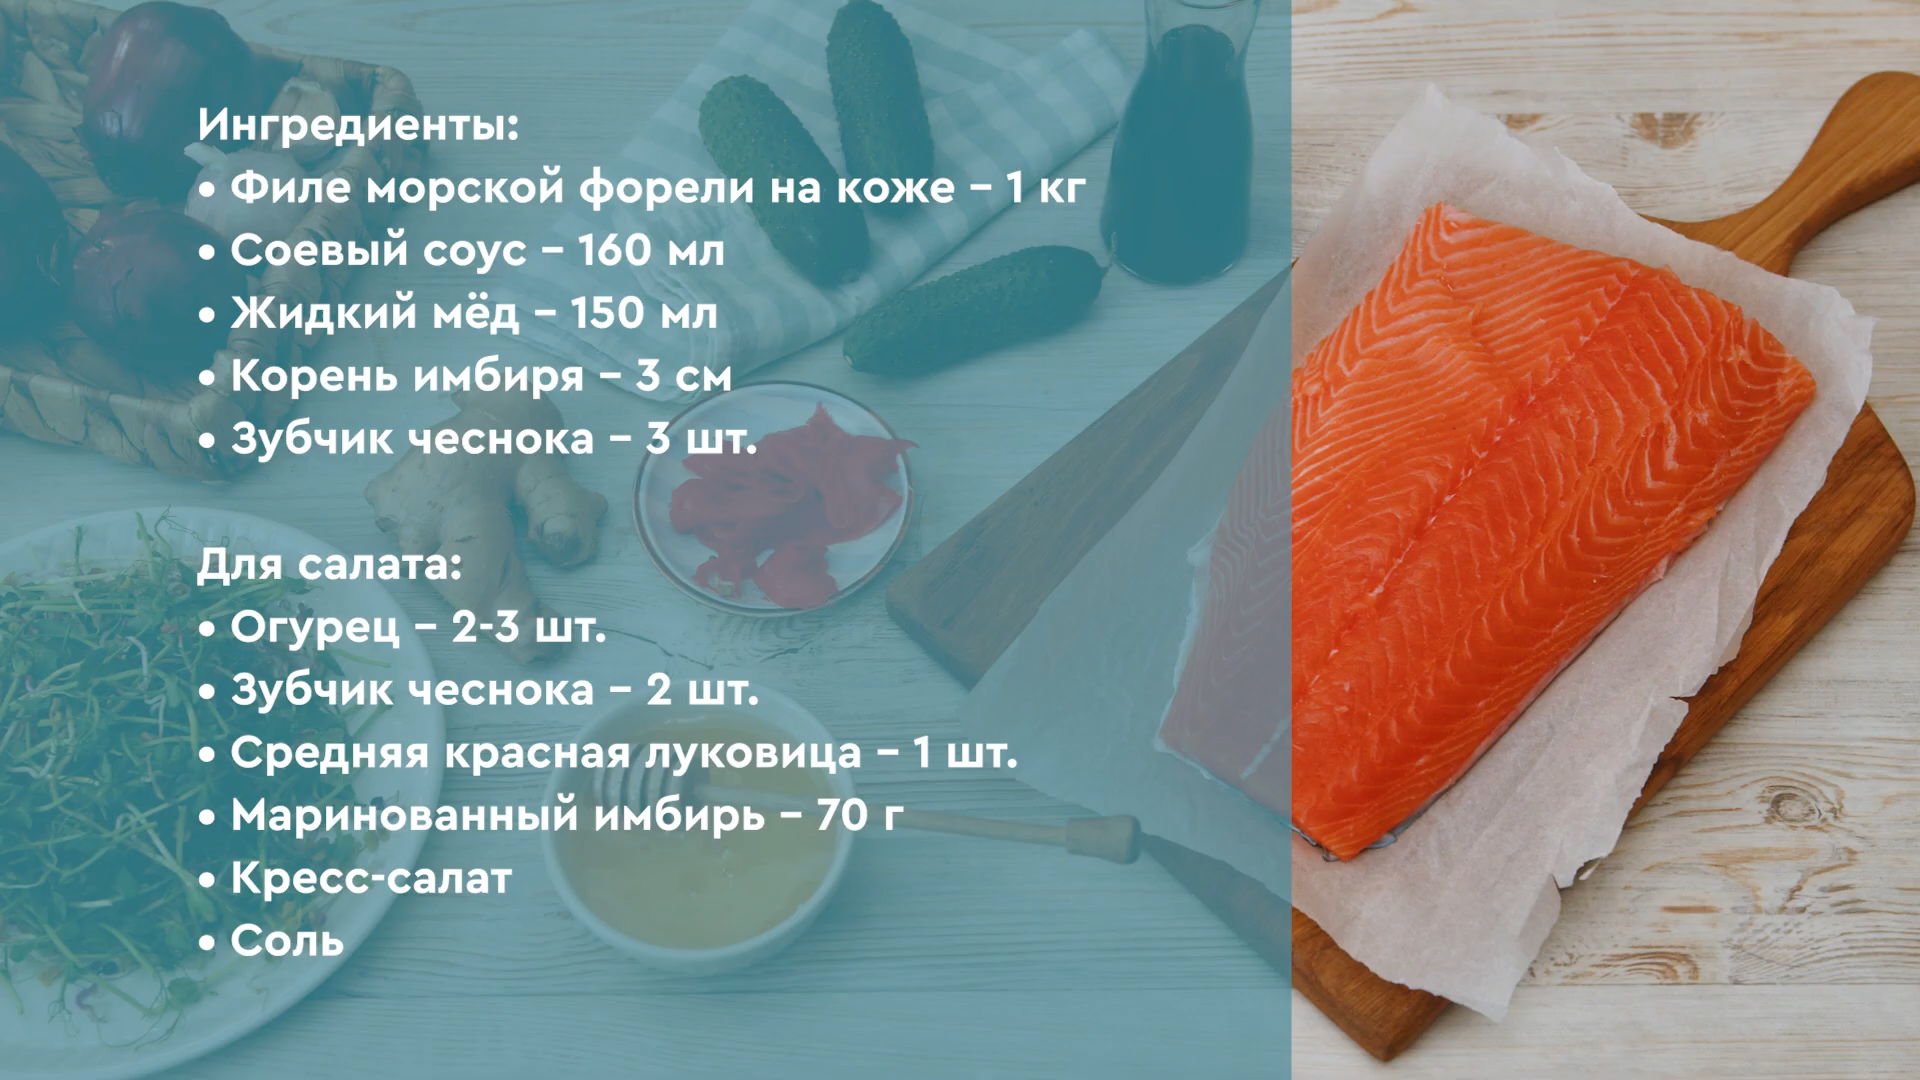 Ингредиенты:
• Филе морской форели на коже – 1 кг
• Соевый соус – 160 мл
• Жидкий мёд – 150 мл
• Корень имбиря – 3 см
• Зубчик чеснока – 3 шт.
Для салата:
• Огурец – 2-3 шт.
• Зубчик чеснока – 2 шт.
• Средняя красная луковица – 1 шт.
• Маринованный имбирь – 70 г
• Кресс-салат
• Соль